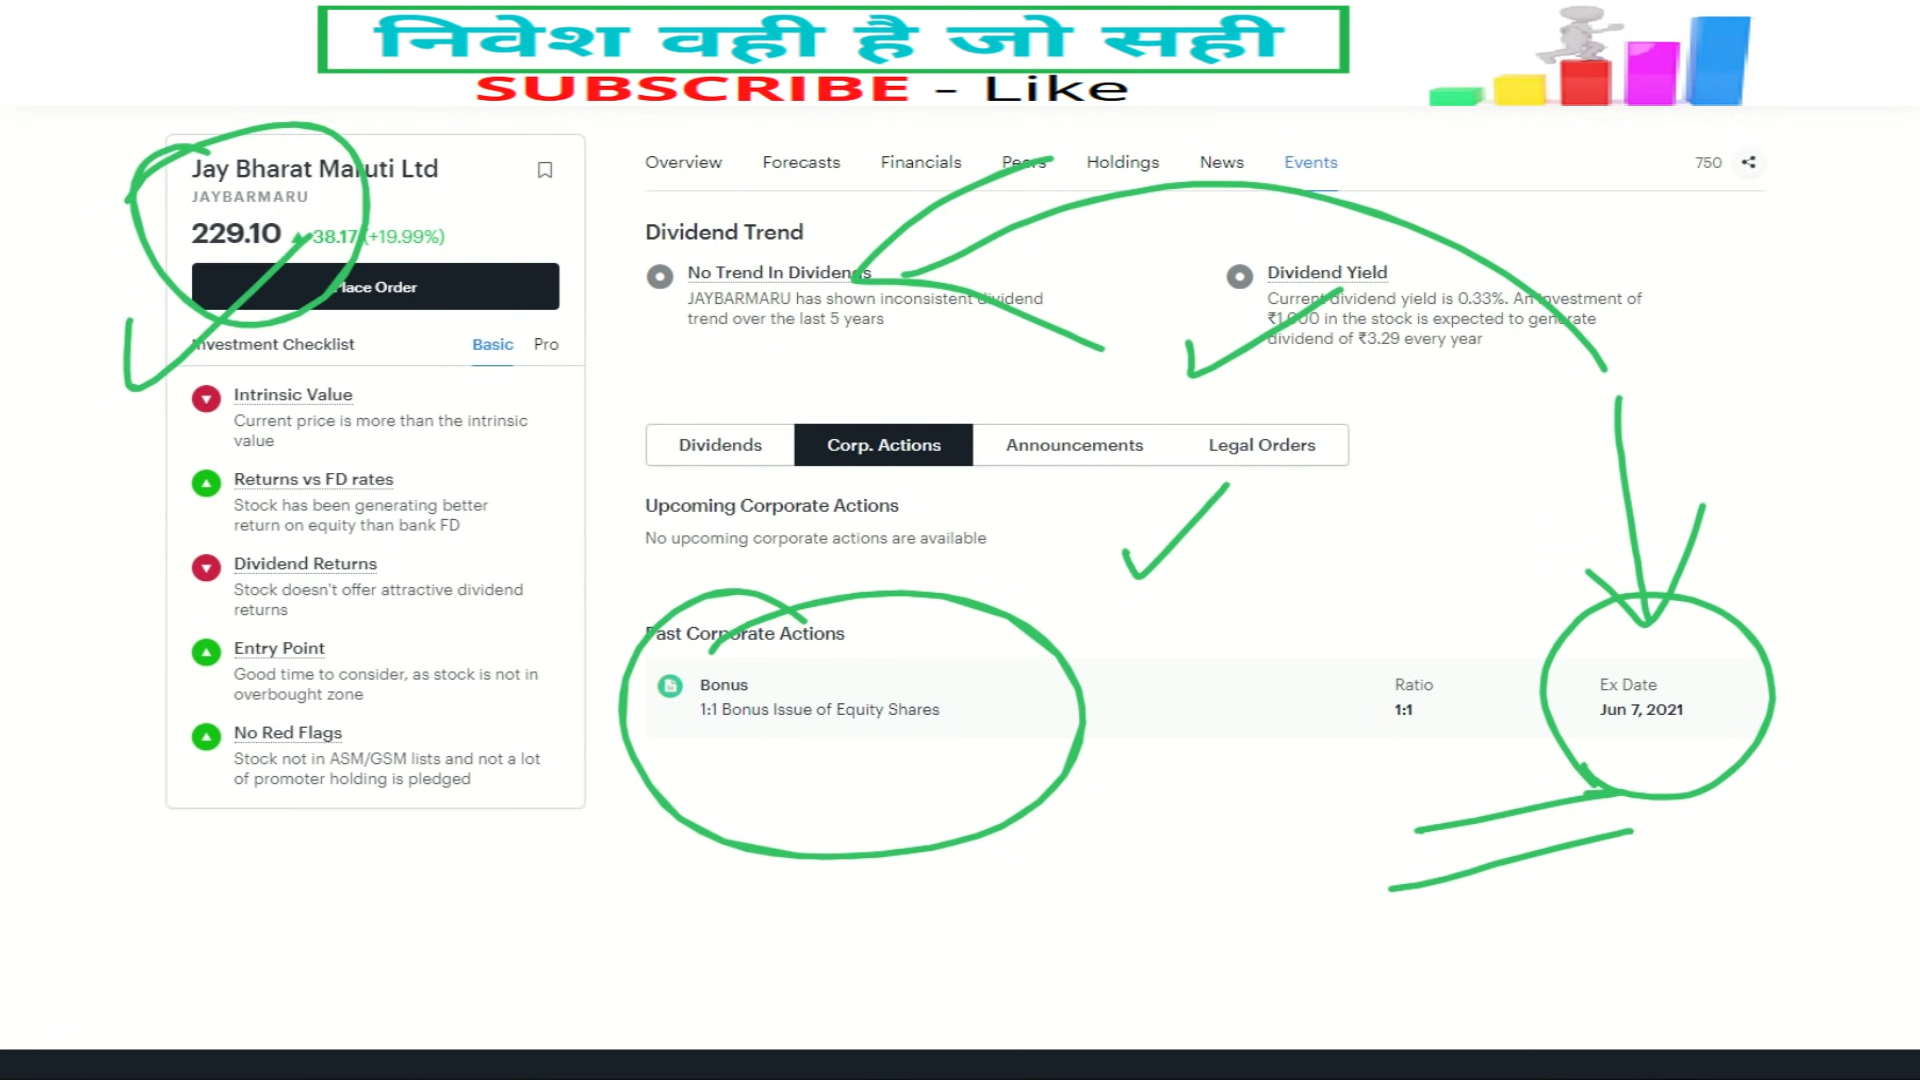 निवेश वही है जो सही
SUBSCRIBE - Like
Jay Bharat Maruti Ltd
JAYBARMARU
229.10 ▲ 38.17 (+19.99%)
Place Order
Investment Checklist Basic Pro
Intrinsic Value
Current price is more than the intrinsic
value
Returns vs FD rates
Stock has been generating better
return on equity than bank FD
Dividend Returns
Stock doesn't offer attractive dividend
returns
Entry Point
Good time to consider, as stock is not in
overbought zone
No Red Flags
Stock not in ASM/GSM lists and not a lot
of promoter holding is pledged
Overview Forecasts Financials Peers Holdings News Events 750
Dividend Trend
No Trend In Dividends
JAYBARMARU has shown inconsistent dividend
trend over the last 5 years
Dividend Yield
Current dividend yield is 0.33%. An investment of
₹1,000 in the stock is expected to generate
dividend of ₹3.29 every year
Dividends Corp. Actions Announcements Legal Orders
Upcoming Corporate Actions
No upcoming corporate actions are available
Past Corporate Actions
Bonus Ratio Ex Date
1:1 Bonus Issue of Equity Shares 1:1 Jun 7, 2021